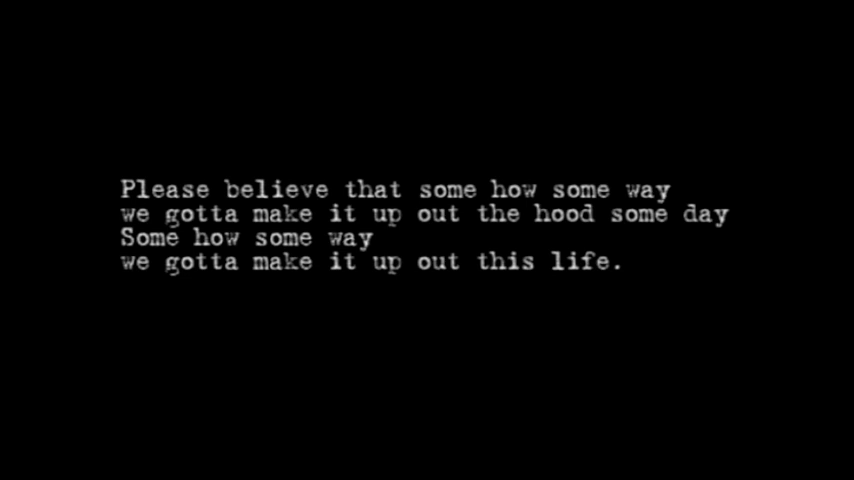 Please believe that some how some way
we gotta make it up out the hood some day
Some how some way
we gotta make it up out this life.